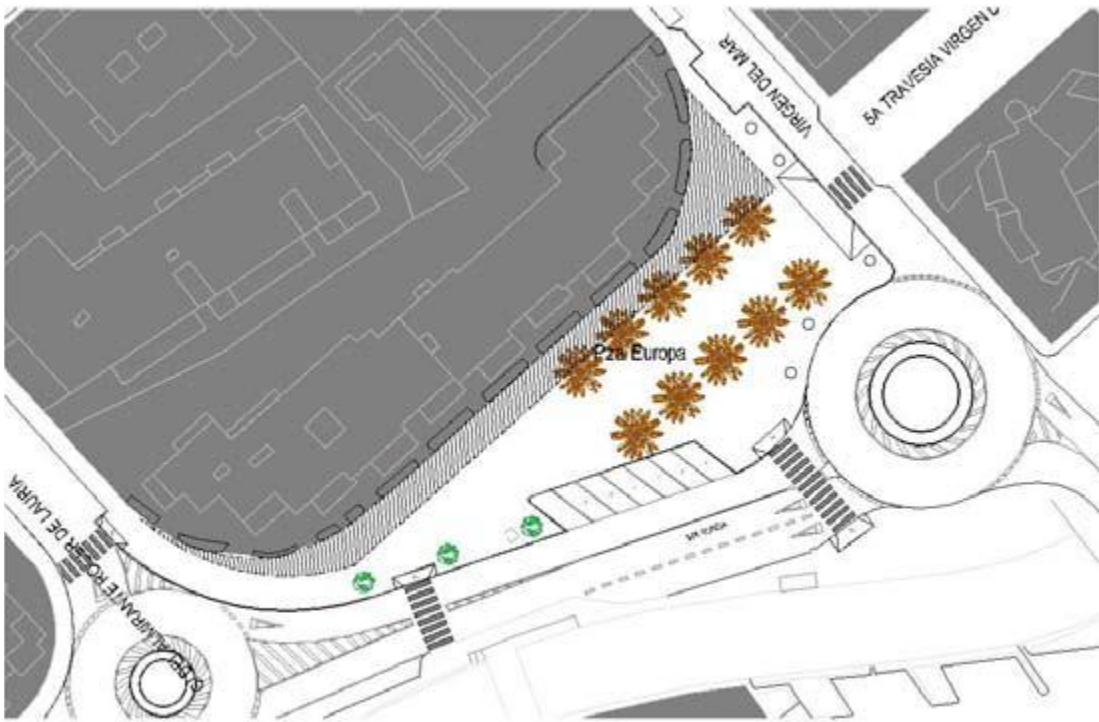 VIRGEN DEL MAR
5A TRAVESIA VIRGEN D
Pza Europa
ALMIRANTE ROGER DE LAURIA